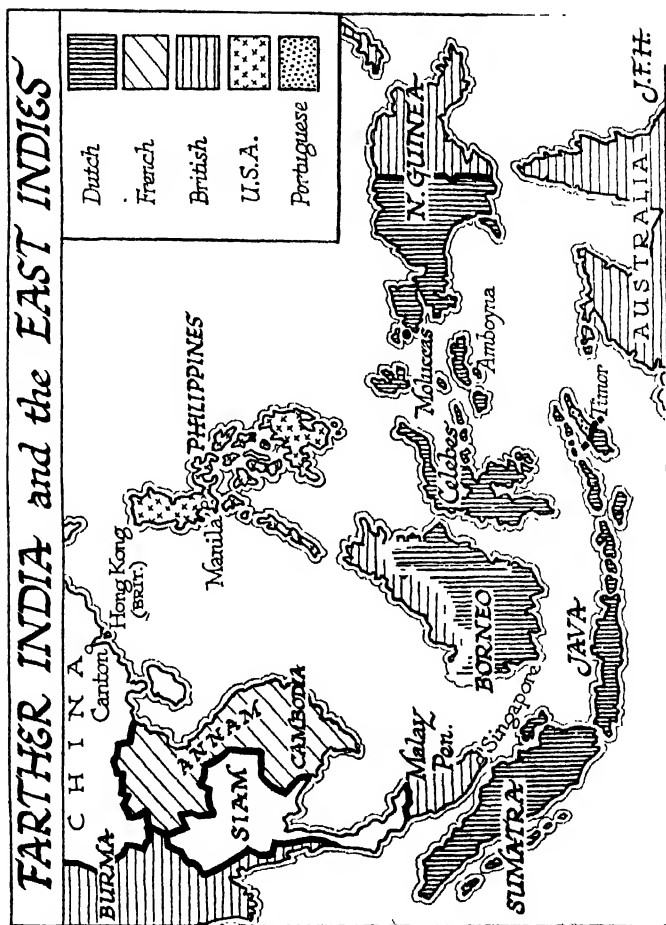 FARTHER INDIA and the EAST INDIES
Dutch
French
British
U.S.A.
Portuguese
CHINA
Canton
Hong Kong
(BRIT.)
BURMA
ANNAM
SIAM
CAMBODIA
PHILIPPINES
Manila
Malay
Pen.
Singapore
SUMATRA
BORNEO
JAVA
Celebes
Moluccas
Amboyna
Timor
N. GUINEA
AUSTRALIA
J.F.H.